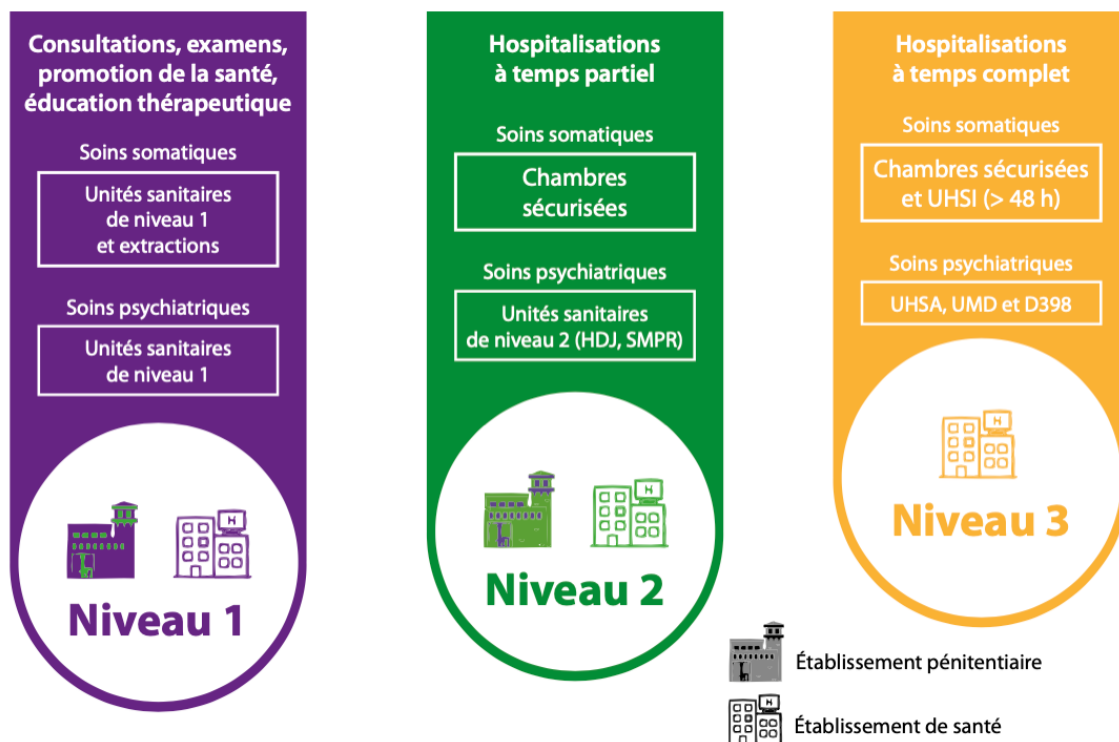 Consultations, examens,
promotion de la santé,
éducation thérapeutique
Soins somatiques
Unités sanitaires
de niveau 1
et extractions
Soins psychiatriques
Unités sanitaires
de niveau 1
H
Niveau 1
Hospitalisations
à temps partiel
Soins somatiques
Chambres
sécurisées
Soins psychiatriques
Unités sanitaires
de niveau 2 (HDJ, SMPR)
H
Niveau 2
Hospitalisations
à temps complet
Soins somatiques
Chambres sécurisées
et UHSI (> 48 h)
Soins psychiatriques
UHSA, UMD et D398
H
Niveau 3
Établissement pénitentiaire
H
Établissement de santé